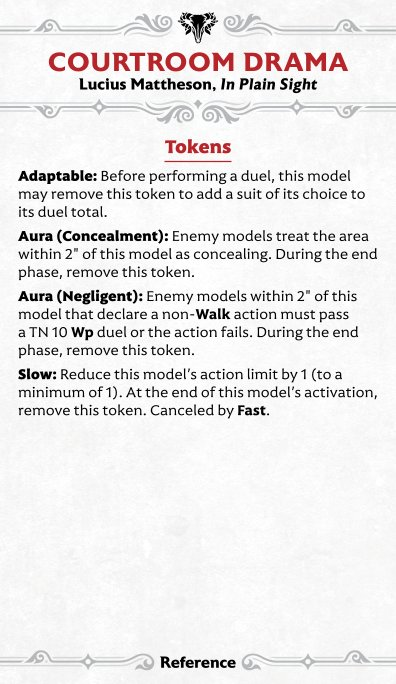 COURTROOM DRAMA
Lucius Mattheson, In Plain Sight
Tokens
Adaptable: Before performing a duel, this model
may remove this token to add a suit of its choice to
its duel total.
Aura (Concealment): Enemy models treat the area
within 2" of this model as concealing. During the end
phase, remove this token.
Aura (Negligent): Enemy models within 2" of this
model that declare a non-Walk action must pass
a TN 10 Wp duel or the action fails. During the end
phase, remove this token.
Slow: Reduce this model's action limit by 1 (to a
minimum of 1). At the end of this model's activation,
remove this token. Canceled by Fast.
Reference